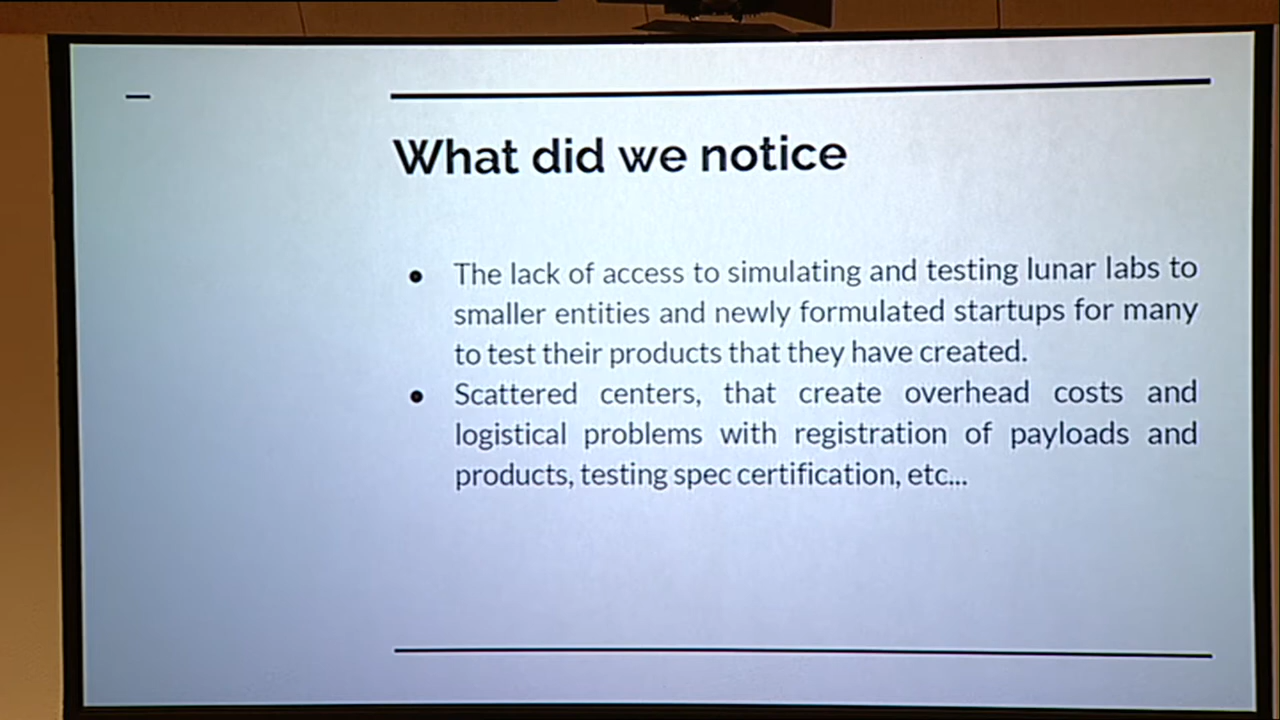 What did we notice
● The lack of access to simulating and testing lunar labs to
smaller entities and newly formulated startups for many
to test their products that they have created.
● Scattered centers, that create overhead costs and
logistical problems with registration of payloads and
products, testing spec certification, etc...